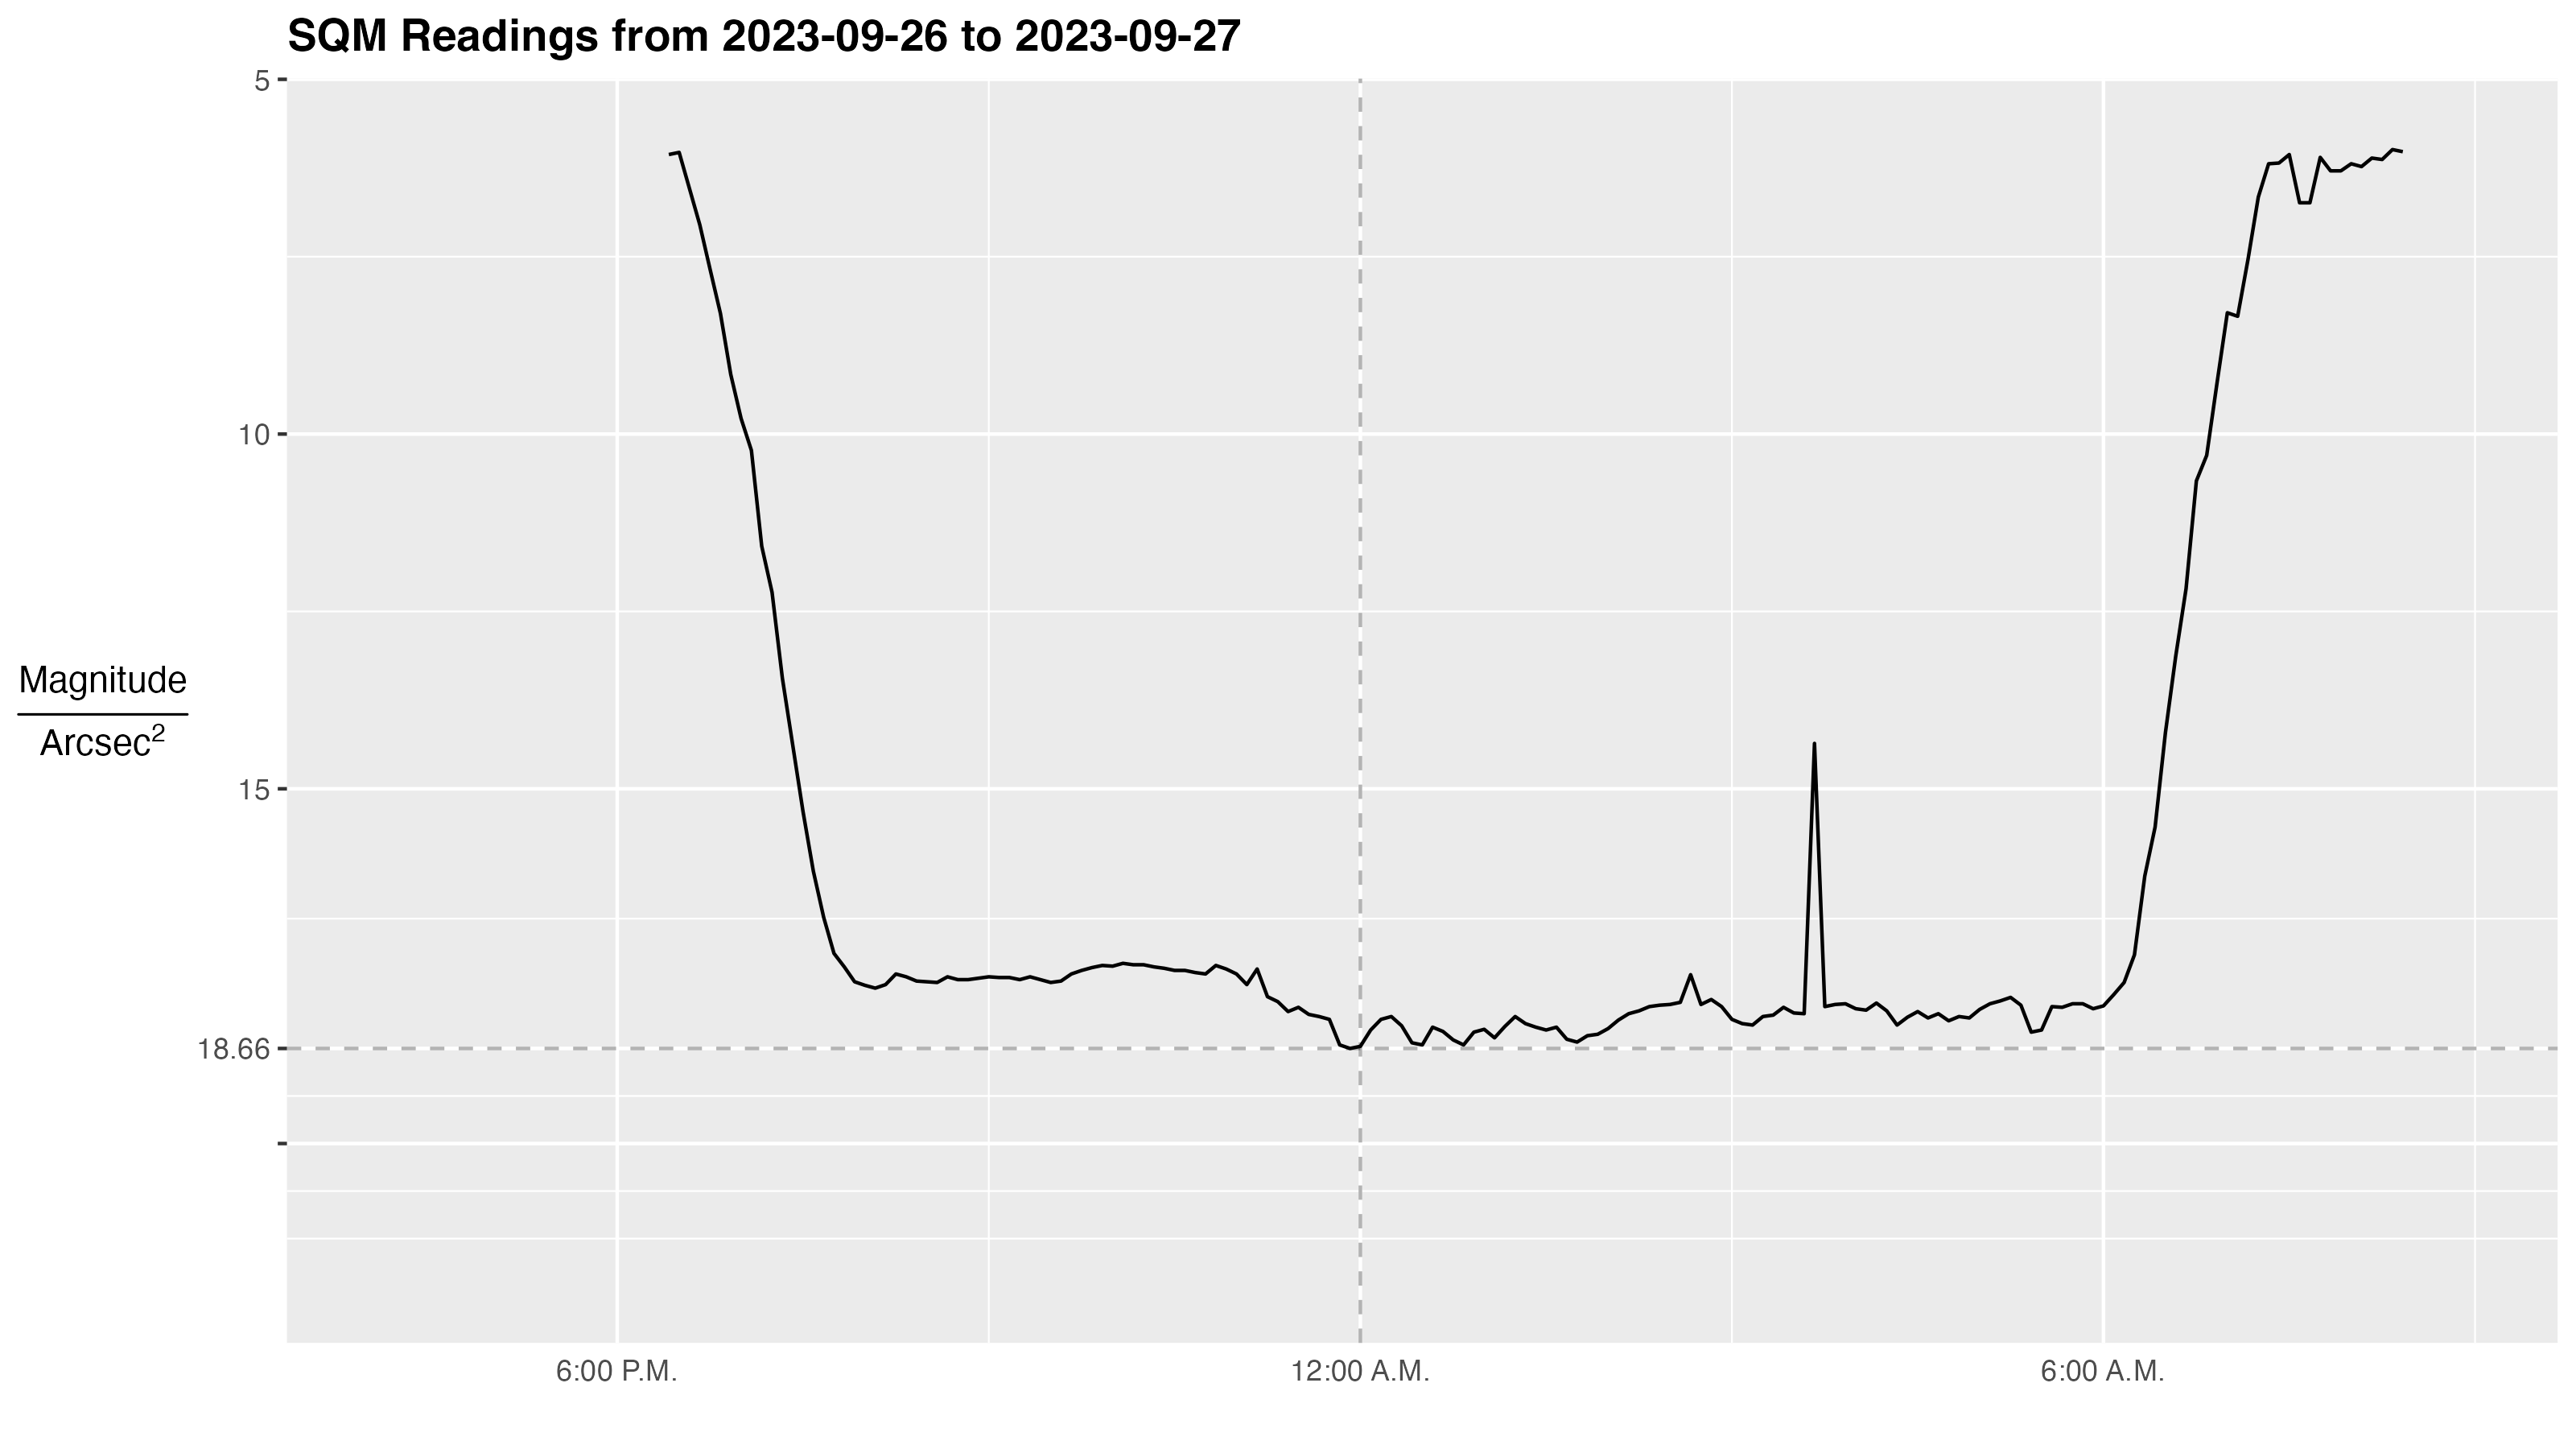 SQM Readings from 2023-09-26 to 2023-09-27
5
10
Magnitude
Arcsec²
15
18.66
6:00 P.M.
12:00 A.M.
6:00 A.M.